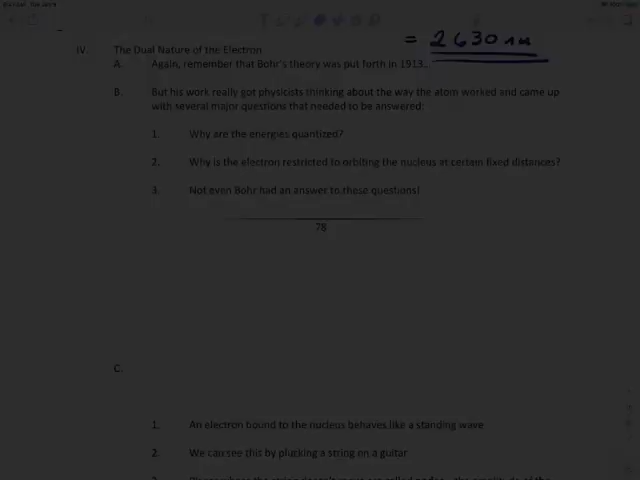 = 2630 nm
IV. The Dual Nature of the Electron
A. Again, remember that Bohr's theory was put forth in 1913.
B. But his work really got physicists thinking about the way the atom worked and came up
with several major questions that needed to be answered:
1. Why are the energies quantized?
2. Why is the electron restricted to orbiting the nucleus at certain fixed distances?
3. Not even Bohr had an answer to these questions!
78
C.
1. An electron bound to the nucleus behaves like a standing wave
2. We can see this by plucking a string on a guitar